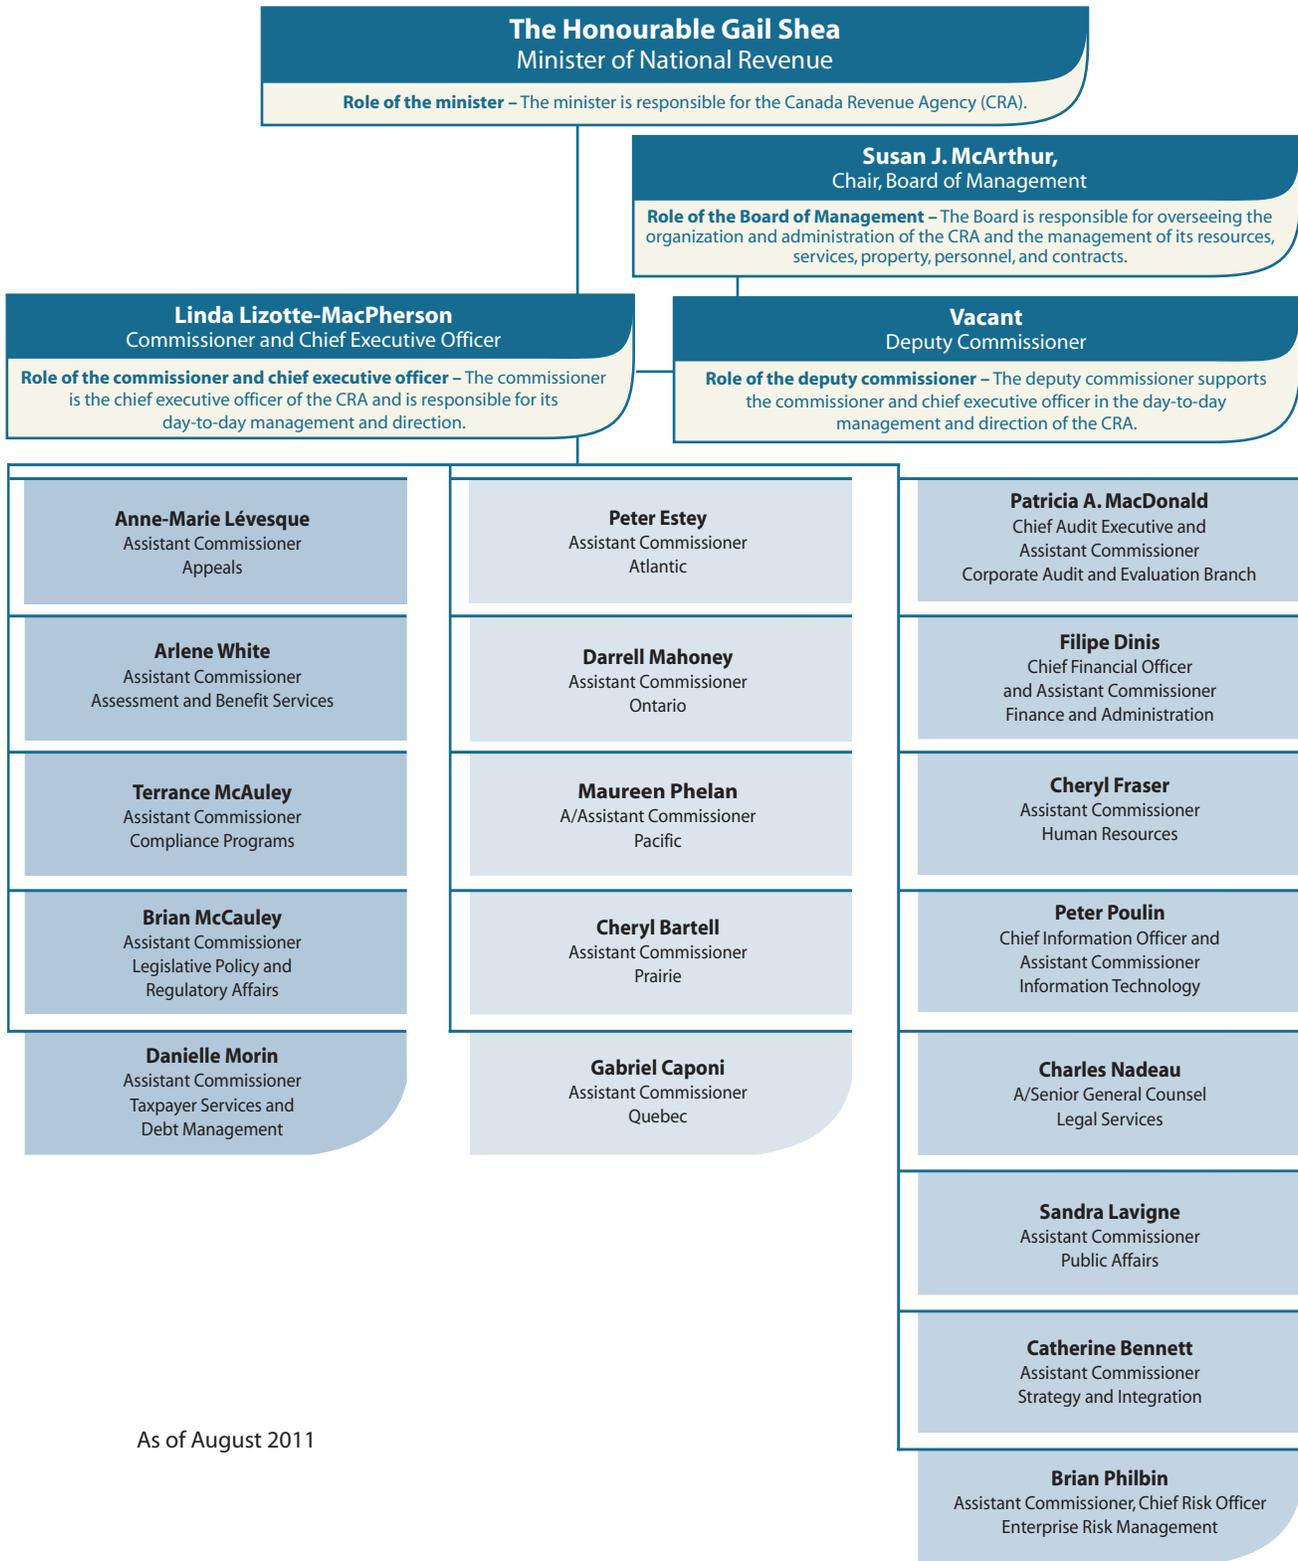 The Honourable Gail Shea
Minister of National Revenue
Role of the minister – The minister is responsible for the Canada Revenue Agency (CRA).
Susan J. McArthur,
Chair, Board of Management
Role of the Board of Management – The Board is responsible for overseeing the
organization and administration of the CRA and the management of its resources,
services, property, personnel, and contracts.
Linda Lizotte-MacPherson
Commissioner and Chief Executive Officer
Role of the commissioner and chief executive officer – The commissioner
is the chief executive officer of the CRA and is responsible for its
day-to-day management and direction.
Vacant
Deputy Commissioner
Role of the deputy commissioner – The deputy commissioner supports
the commissioner and chief executive officer in the day-to-day
management and direction of the CRA.
Anne-Marie Lévesque
Assistant Commissioner
Appeals
Arlene White
Assistant Commissioner
Assessment and Benefit Services
Terrance McAuley
Assistant Commissioner
Compliance Programs
Brian McCauley
Assistant Commissioner
Legislative Policy and
Regulatory Affairs
Danielle Morin
Assistant Commissioner
Taxpayer Services and
Debt Management
Peter Estey
Assistant Commissioner
Atlantic
Darrell Mahoney
Assistant Commissioner
Ontario
Maureen Phelan
A/Assistant Commissioner
Pacific
Cheryl Bartell
Assistant Commissioner
Prairie
Gabriel Caponi
Assistant Commissioner
Quebec
Patricia A. MacDonald
Chief Audit Executive and
Assistant Commissioner
Corporate Audit and Evaluation Branch
Filipe Dinis
Chief Financial Officer
and Assistant Commissioner
Finance and Administration
Cheryl Fraser
Assistant Commissioner
Human Resources
Peter Poulin
Chief Information Officer and
Assistant Commissioner
Information Technology
Charles Nadeau
A/Senior General Counsel
Legal Services
Sandra Lavigne
Assistant Commissioner
Public Affairs
Catherine Bennett
Assistant Commissioner
Strategy and Integration
Brian Philbin
Assistant Commissioner, Chief Risk Officer
Enterprise Risk Management
As of August 2011